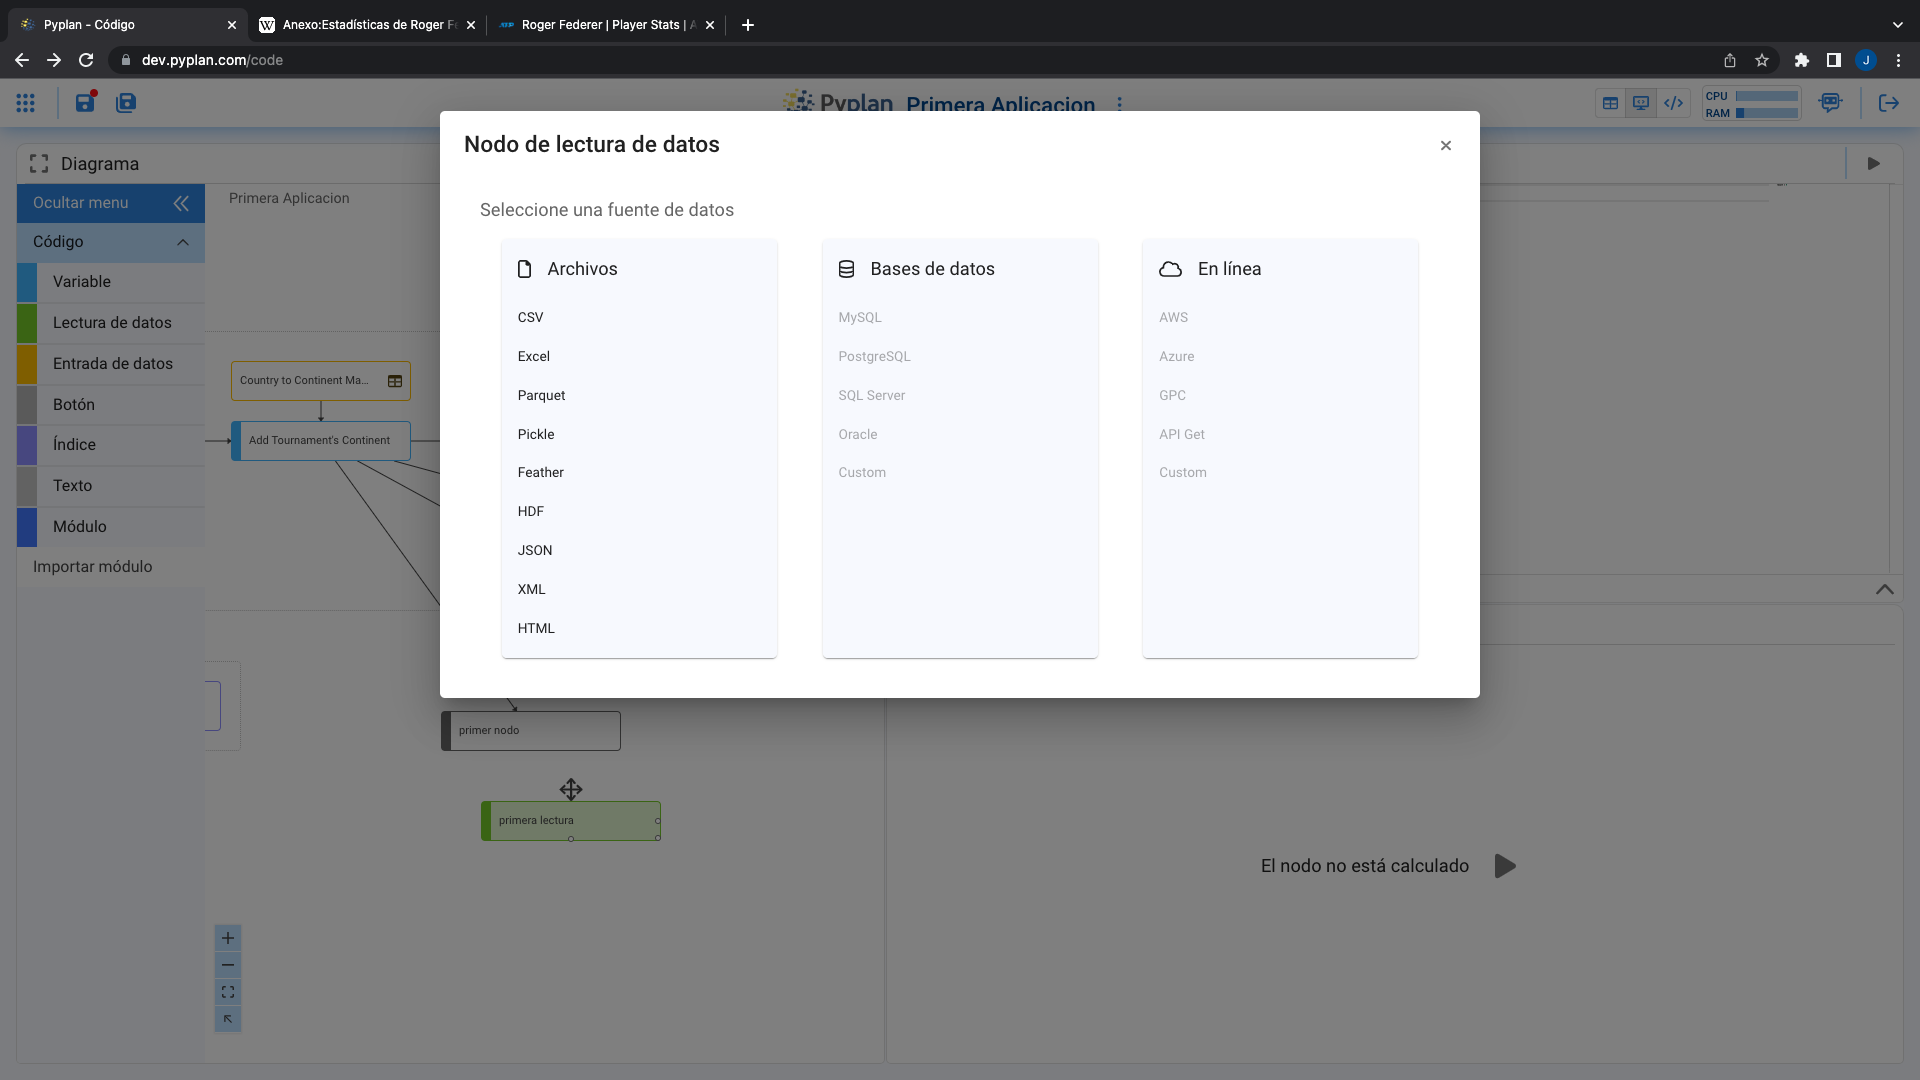 Pyplan - Código
Anexo:Estadísticas de Roger Fe
Roger Federer | Player Stats | A
dev.pyplan.com/code
J
Pyplan Primera Aplicacion
CPU
RAM
Diagrama
Ocultar menu
Código
Variable
Lectura de datos
Entrada de datos
Botón
Índice
Texto
Módulo
Importar módulo
Primera Aplicacion
Country to Continent Ma...
Add Tournament's Continent
primer nodo
primera lectura
Nodo de lectura de datos
Seleccione una fuente de datos
Archivos
CSV
Excel
Parquet
Pickle
Feather
HDF
JSON
XML
HTML
Bases de datos
MySQL
PostgreSQL
SQL Server
Oracle
Custom
En línea
AWS
Azure
GPC
API Get
Custom
El nodo no está calculado